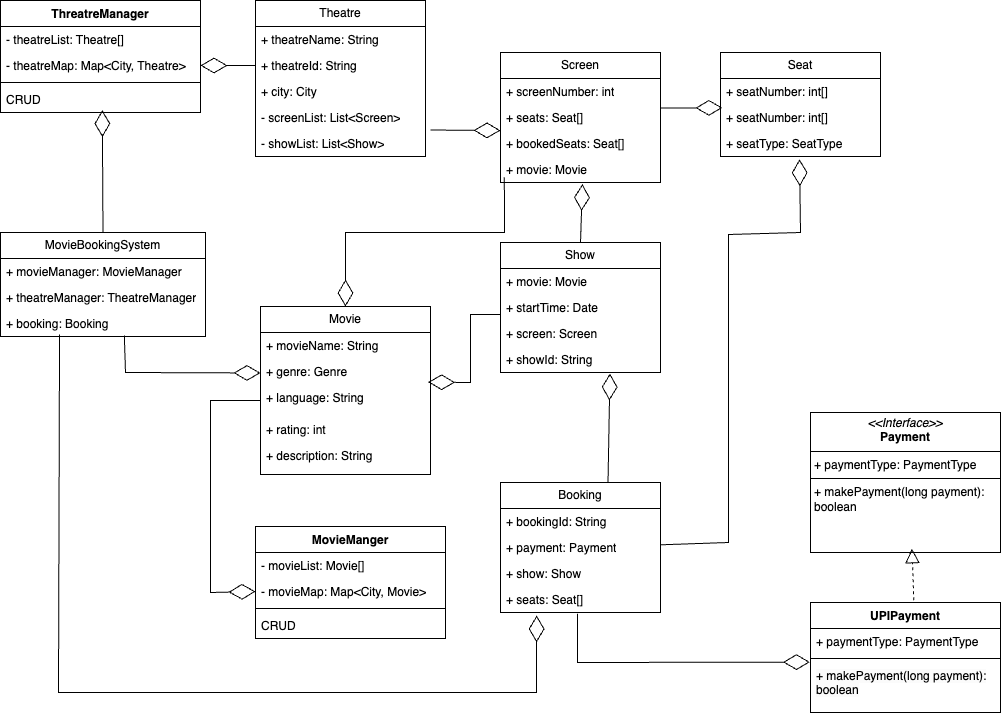 ThreatreManager
- theatreList: Theatre[]
- theatreMap: Map<City, Theatre>
CRUD
Theatre
+ theatreName: String
+ theatreId: String
+ city: City
- screenList: List<Screen>
- showList: List<Show>
Screen
+ screenNumber: int
+ seats: Seat[]
+ bookedSeats: Seat[]
+ movie: Movie
Seat
+ seatNumber: int[]
+ seatNumber: int[]
+ seatType: SeatType
MovieBookingSystem
+ movieManager: MovieManager
+ theatreManager: TheatreManager
+ booking: Booking
Movie
+ movieName: String
+ genre: Genre
+ language: String
+ rating: int
+ description: String
Show
+ movie: Movie
+ startTime: Date
+ screen: Screen
+ showId: String
MovieManger
- movieList: Movie[]
- movieMap: Map<City, Movie>
CRUD
Booking
+ bookingId: String
+ payment: Payment
+ show: Show
+ seats: Seat[]
<<Interface>>
Payment
+ paymentType: PaymentType
+ makePayment(long payment):
boolean
UPIPayment
+ paymentType: PaymentType
+ makePayment(long payment):
boolean